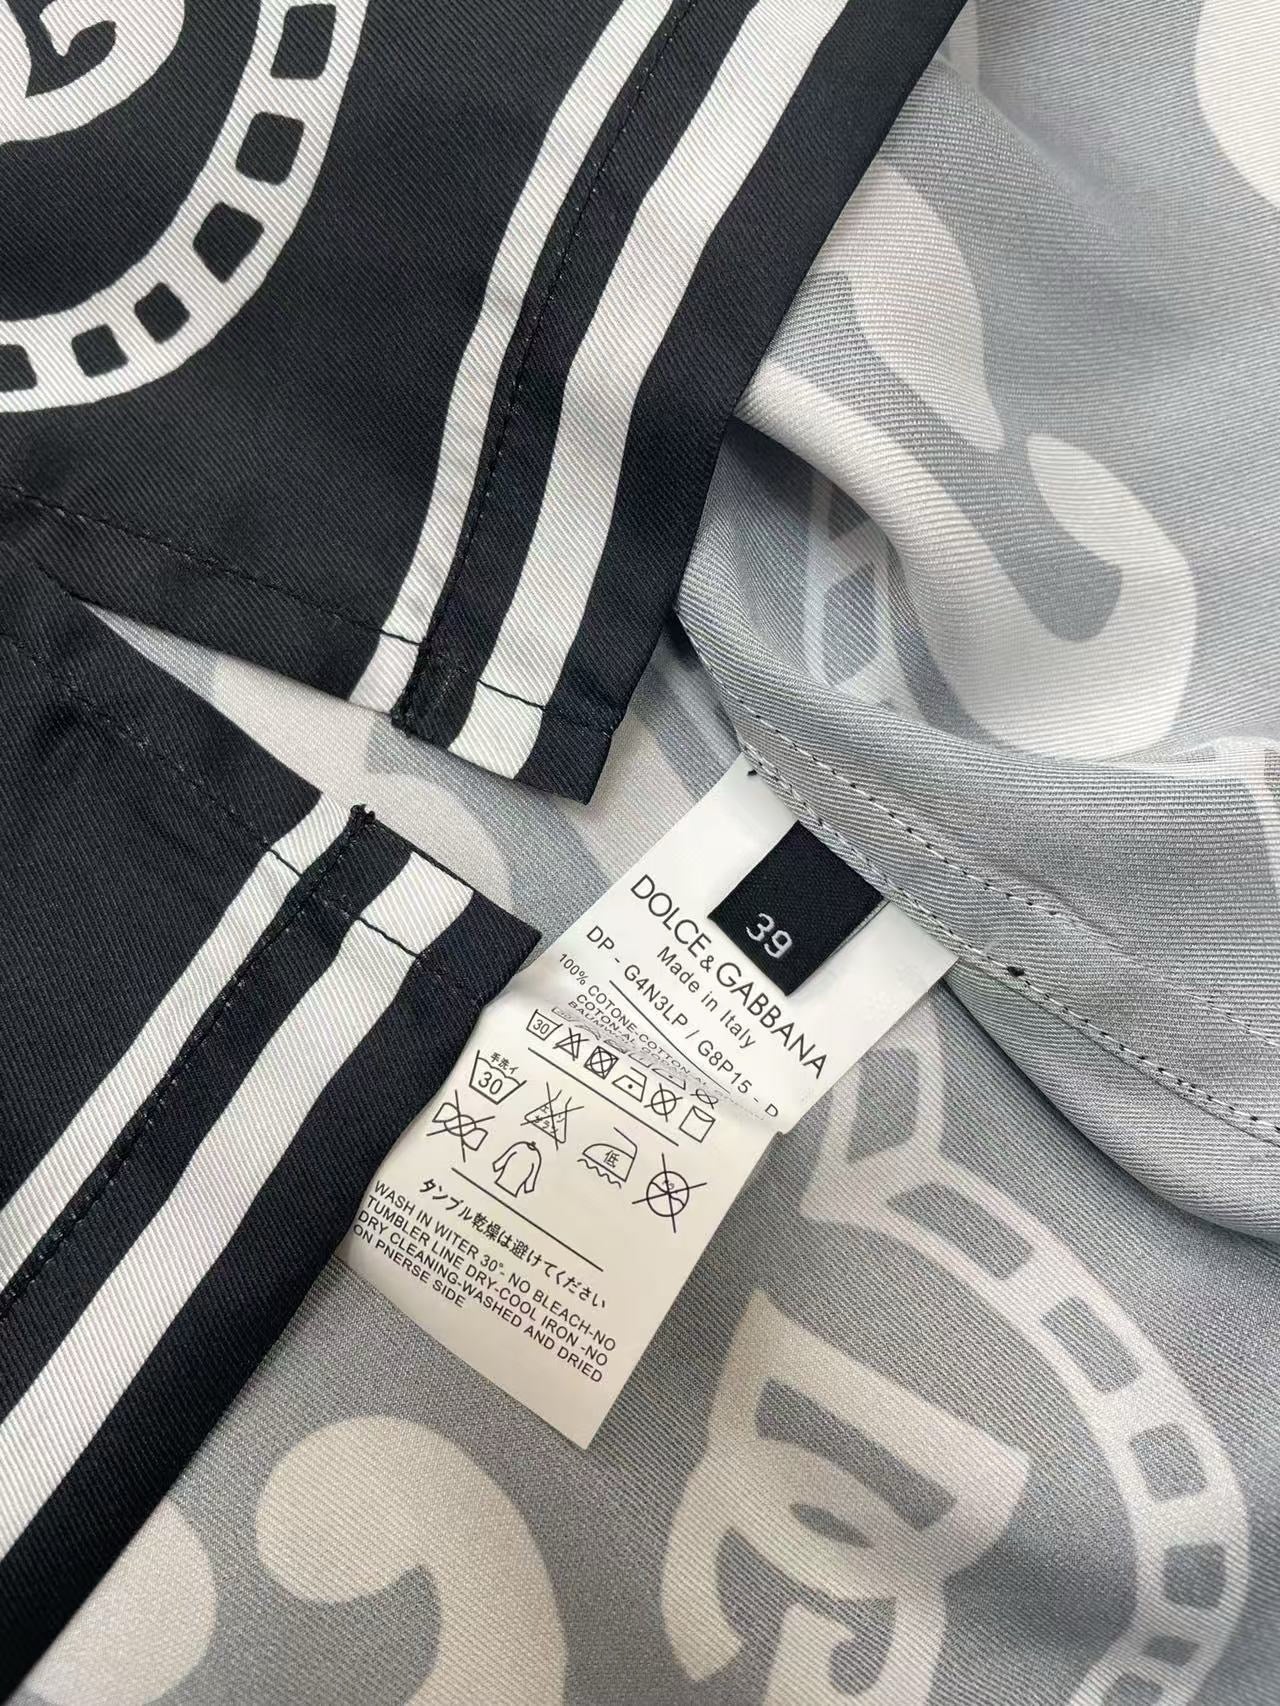 39
DOLCE & GABBANA
Made in Italy
DP - G4N3LP / G8P15 - D
100% COTONE-COTTON
COTON-
30
手洗イ
30
低
タンブル乾燥は避けてください
WASH IN WITER 30°- NO BLEACH-NO
TUMBLER LINE DRY-COOL IRON -NO
DRY CLEANING-WASHED AND DRIED
ON PNERSE SIDE